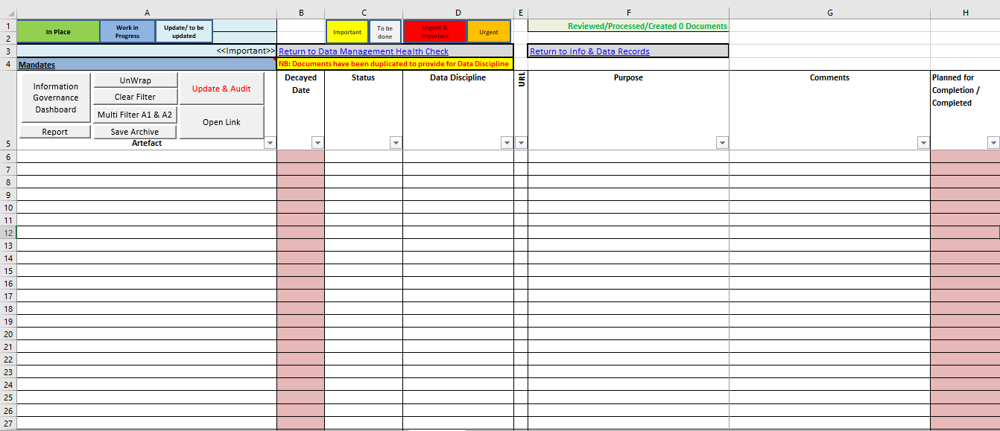 A B C D E F G H
1 In Place Work in Progress Update/ to be updated Important To be done Urgent & Important Urgent Reviewed/Processed/Created 0 Documents
2
3 <<Important>> Return to Data Management Health Check Return to Info & Data Records
4 Mandates NB: Documents have been duplicated to provide for Data Discipline
Information Governance Dashboard
UnWrap
Clear Filter
Multi Filter A1 & A2
Update & Audit
Open Link
Report
Save Archive
5 Artefact
Decayed Date
Status
Data Discipline
URL
Purpose
Comments
Planned for
Completion /
Completed
6
7
8
9
10
11
12
13
14
15
16
17
18
19
20
21
22
23
24
25
26
27